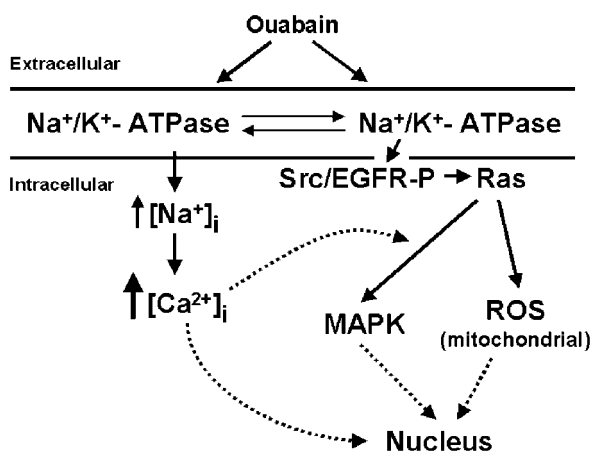 Ouabain
Extracellular
Na⁺/K⁺- ATPase Na⁺/K⁺- ATPase
Intracellular Src/EGFR-P Ras
[Na⁺]ᵢ
[Ca²⁺]ᵢ
MAPK ROS
(mitochondrial)
Nucleus